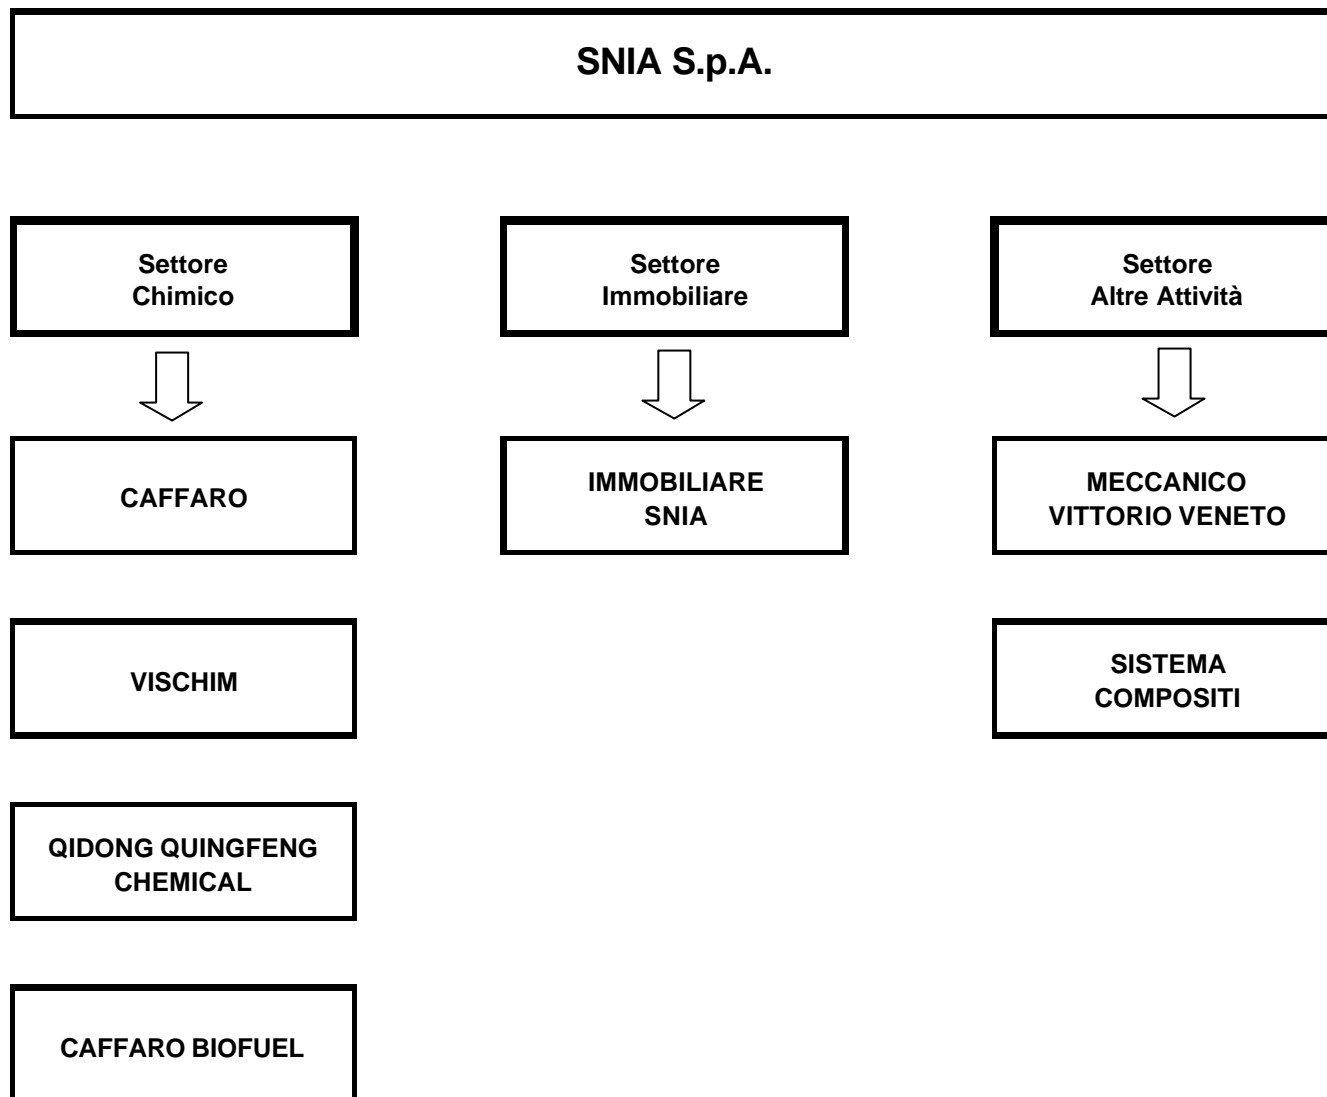 SNIA S.p.A.
Settore
Chimico
Settore
Immobiliare
Settore
Altre Attività
CAFFARO
IMMOBILIARE
SNIA
MECCANICO
VITTORIO VENETO
VISCHIM
SISTEMA
COMPOSITI
QIDONG QUINGFENG
CHEMICAL
CAFFARO BIOFUEL